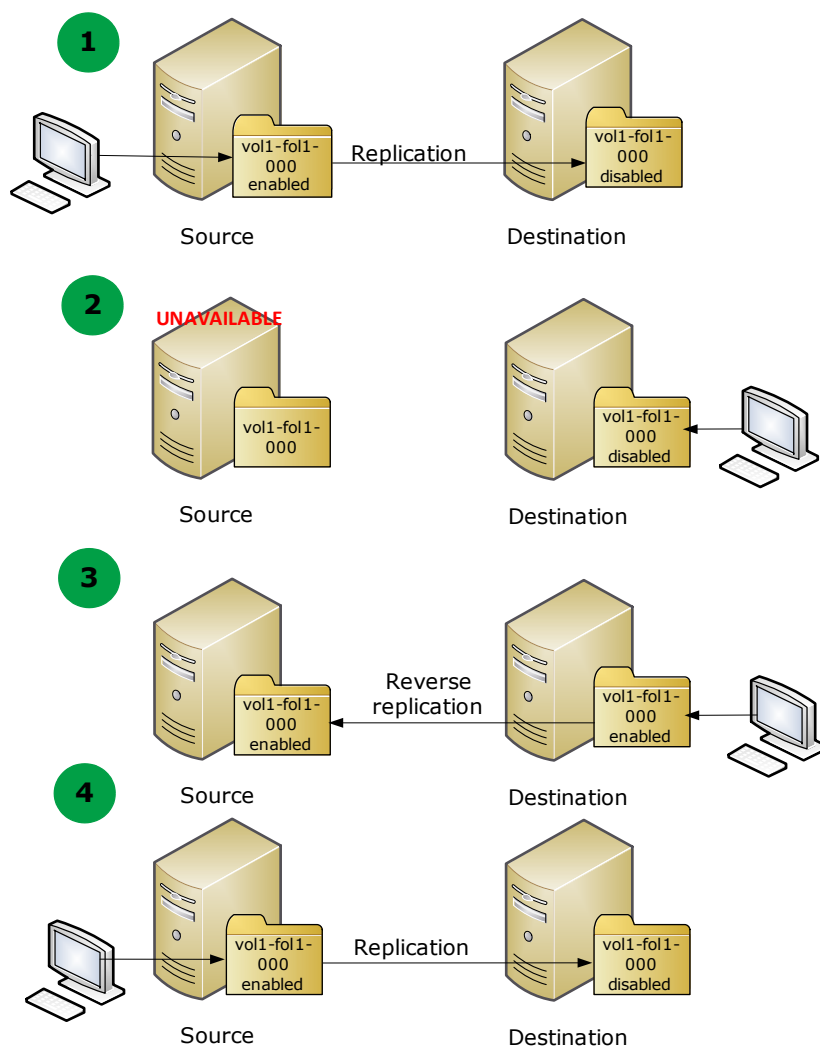 1
vol1-fol1-
000
enabled
Replication
vol1-fol1-
000
disabled
Source
Destination
2
UNAVAILABLE
vol1-fol1-
000
vol1-fol1-
000
disabled
Source
Destination
3
vol1-fol1-
000
enabled
Reverse
replication
vol1-fol1-
000
enabled
Source
Destination
4
vol1-fol1-
000
enabled
Replication
vol1-fol1-
000
disabled
Source
Destination